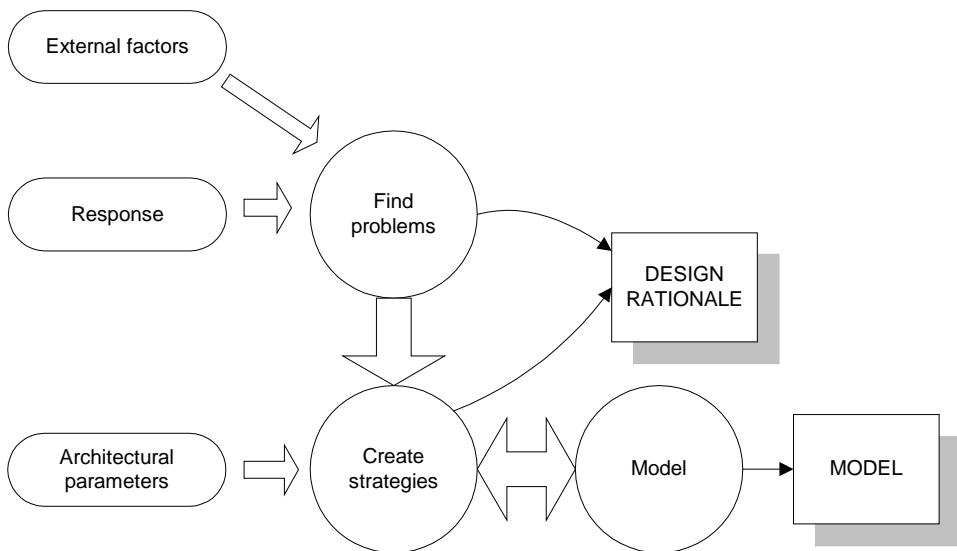 External factors
Response
Find
problems
DESIGN
RATIONALE
Architectural
parameters
Create
strategies
Model
MODEL